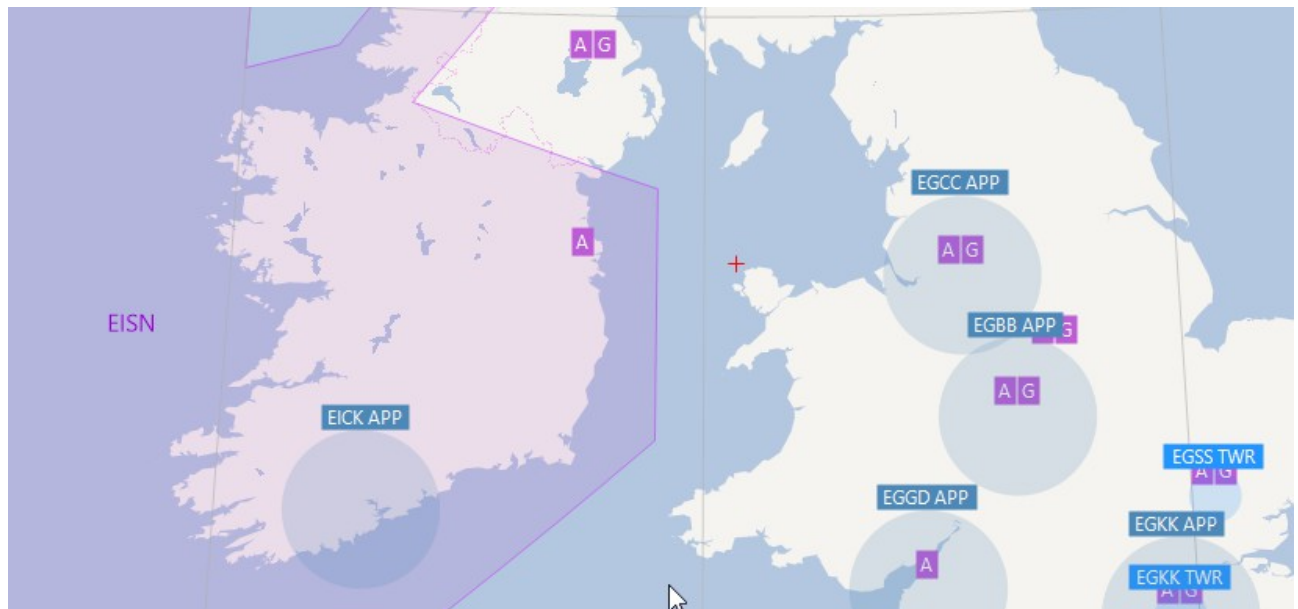 A G
EGCC APP
A
A G
EISN
EGBB APP
G
A G
EICK APP
EGSS TWR
A G
EGGD APP
EGKK APP
A
EGKK TWR
A G